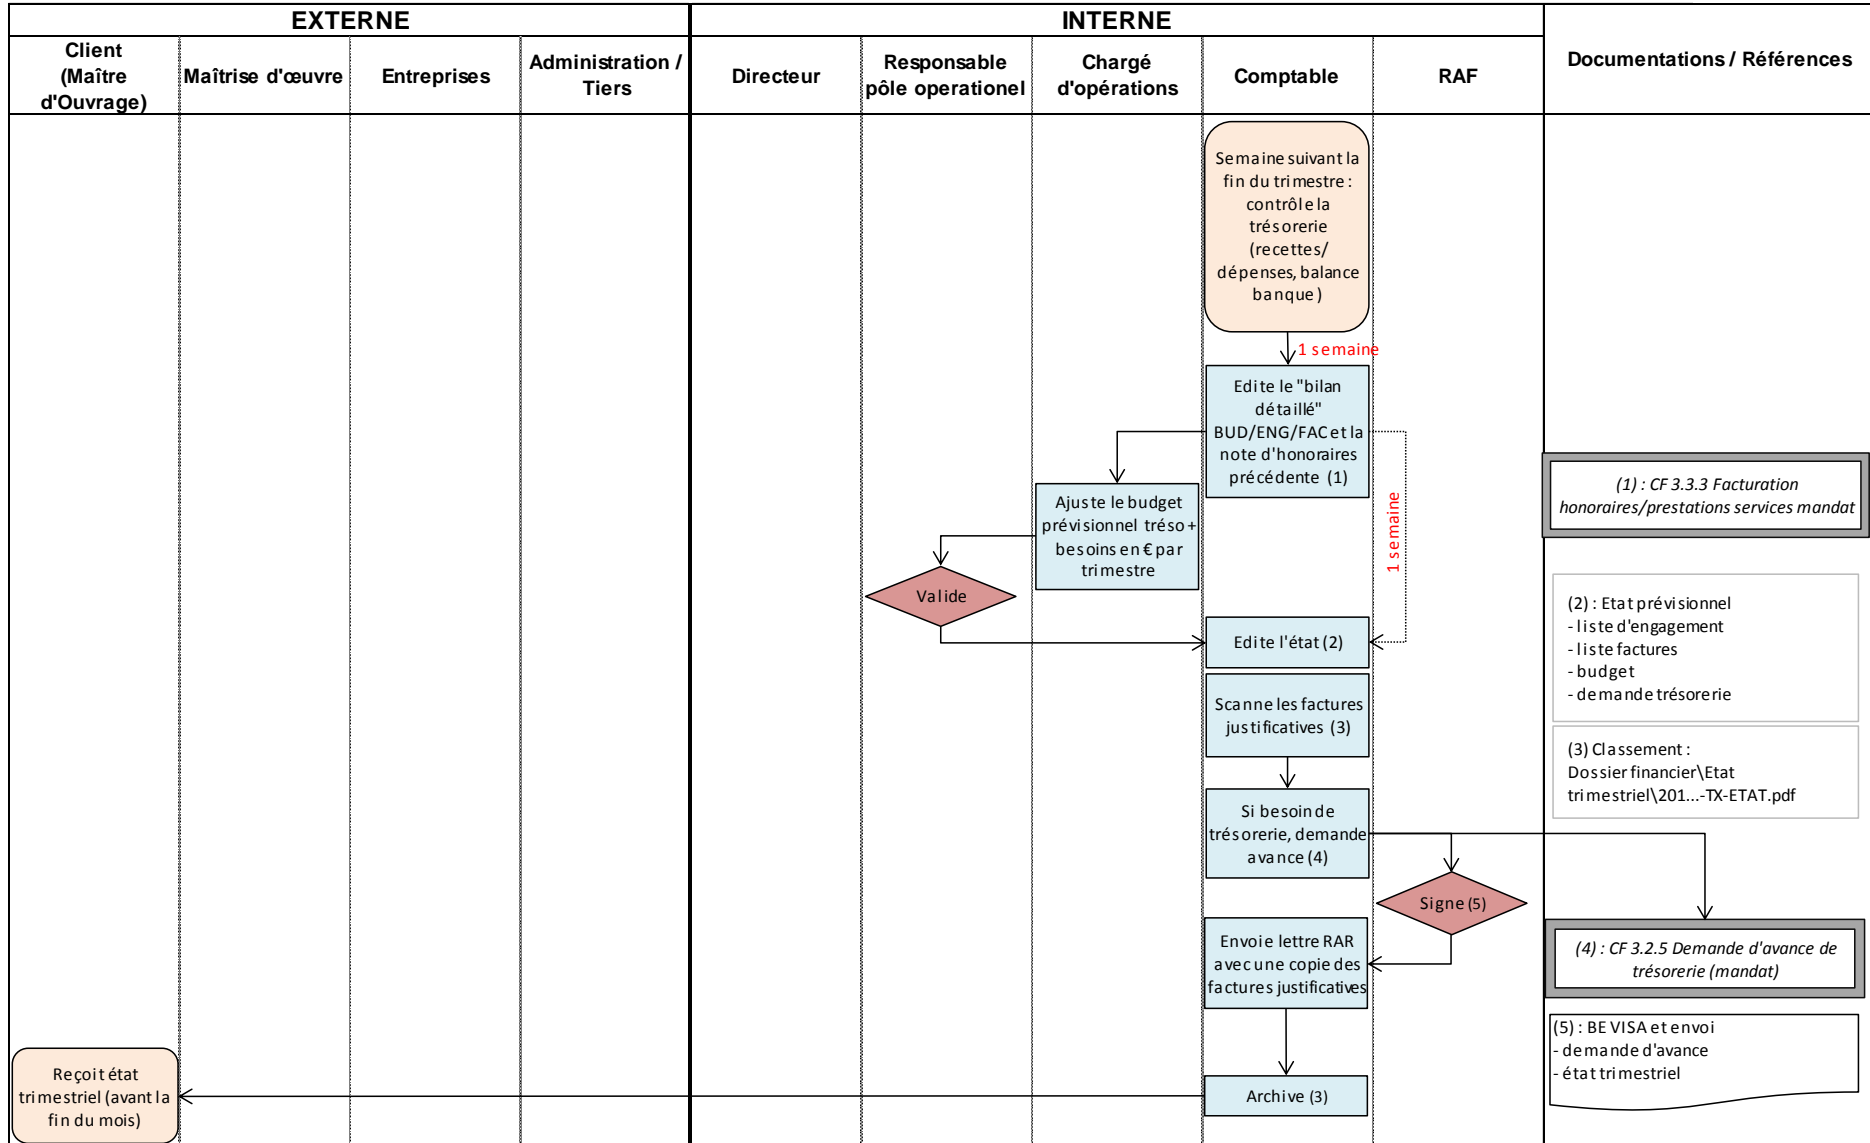 EXTERNE
INTERNE
Documentations / Références
Client
(Maître
d'Ouvrage)
Maîtrise d'œuvre
Entreprises
Administration /
Tiers
Directeur
Responsable
pôle operationel
Chargé
d'opérations
Comptable
RAF
Semaine suivant la
fin du trimestre :
contrôle la
trésorerie
(recettes/
dépenses, balance
banque)
1 semaine
Edite le "bilan
détaillé"
BUD/ENG/FAC et la
note d'honoraires
précédente (1)
1 semaine
Ajuste le budget
prévisionnel tréso +
besoins en € par
trimestre
Valide
Edite l'état (2)
Scanne les factures
justificatives (3)
Si besoin de
trésorerie, demande
avance (4)
Signe (5)
Envoie lettre RAR
avec une copie des
factures justificatives
Archive (3)
Reçoit état
trimestriel (avant la
fin du mois)
(1) : CF 3.3.3 Facturation
honoraires/prestations services mandat
(2) : Etat prévisionnel
- liste d'engagement
- liste factures
- budget
- demande trésorerie
(3) Classement :
Dossier financier\Etat
trimestriel\201...-TX-ETAT.pdf
(4) : CF 3.2.5 Demande d'avance de
trésorerie (mandat)
(5) : BE VISA et envoi
- demande d'avance
- état trimestriel